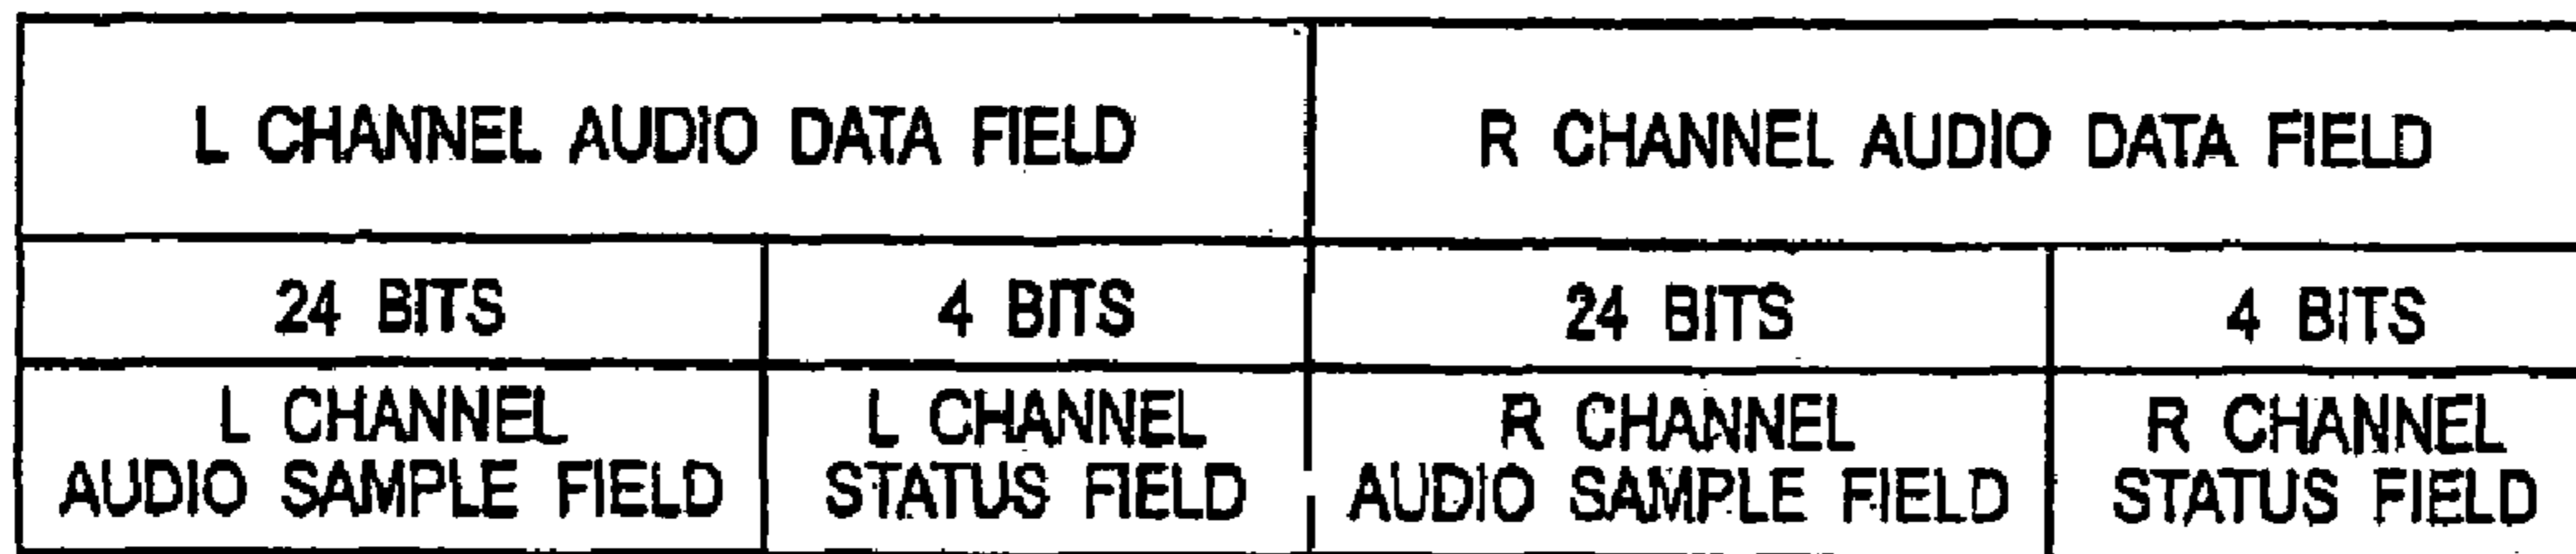 L CHANNEL AUDIO DATA FIELD
R CHANNEL AUDIO DATA FIELD
24 BITS
4 BITS
24 BITS
4 BITS
L CHANNEL
AUDIO SAMPLE FIELD
L CHANNEL
STATUS FIELD
R CHANNEL
AUDIO SAMPLE FIELD
R CHANNEL
STATUS FIELD